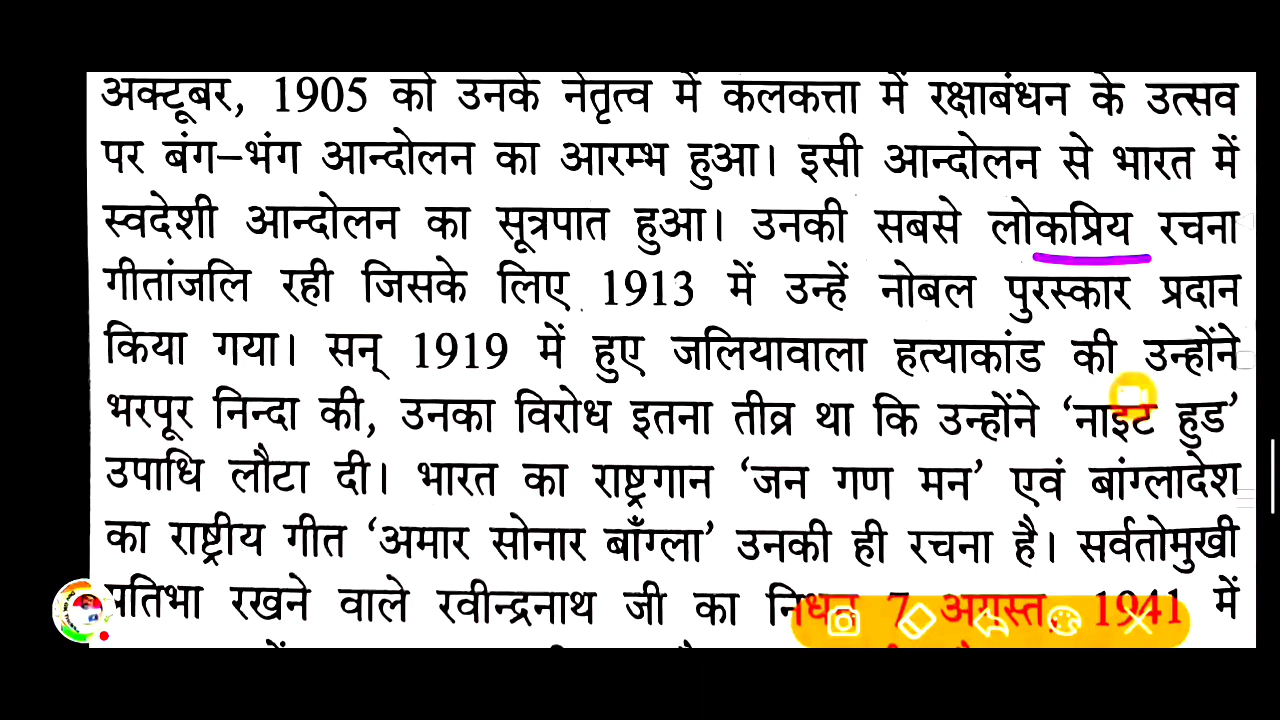 अक्टूबर, 1905 को उनके नेतृत्व में कलकत्ता में रक्षाबंधन के उत्सव
पर बंग–भंग आन्दोलन का आरम्भ हुआ। इसी आन्दोलन से भारत में
स्वदेशी आन्दोलन का सूत्रपात हुआ। उनकी सबसे लोकप्रिय रचना
गीतांजलि रही जिसके लिए 1913 में उन्हें नोबल पुरस्कार प्रदान
किया गया। सन् 1919 में हुए जलियावाला हत्याकांड की उन्होंने
भरपूर निन्दा की, उनका विरोध इतना तीव्र था कि उन्होंने ‘नाइट हुड’
उपाधि लौटा दी। भारत का राष्ट्रगान ‘जन गण मन’ एवं बांग्लादेश
का राष्ट्रीय गीत ‘अमार सोनार बाँग्ला’ उनकी ही रचना है। सर्वतोमुखी
प्रतिभा रखने वाले रवीन्द्रनाथ जी का निधन 7 अगस्त, 1941 में